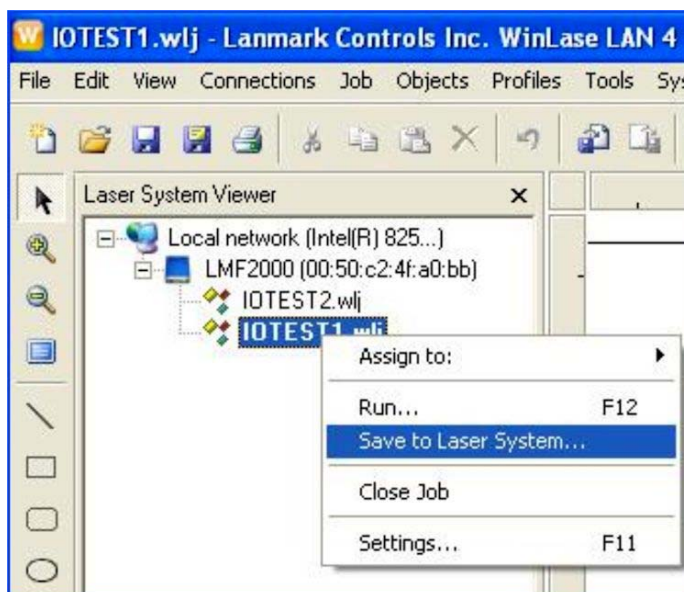 IOTEST1.wlj - Lanmark Controls Inc. WinLase LAN 4
File Edit View Connections Job Objects Profiles Tools Sys
Laser System Viewer
Local network (Intel(R) 825...)
LMF2000 (00:50:c2:4f:a0:bb)
IOTEST2.wlj
IOTEST1.wlj
Assign to:
Run... F12
Save to Laser System...
Close Job
Settings... F11